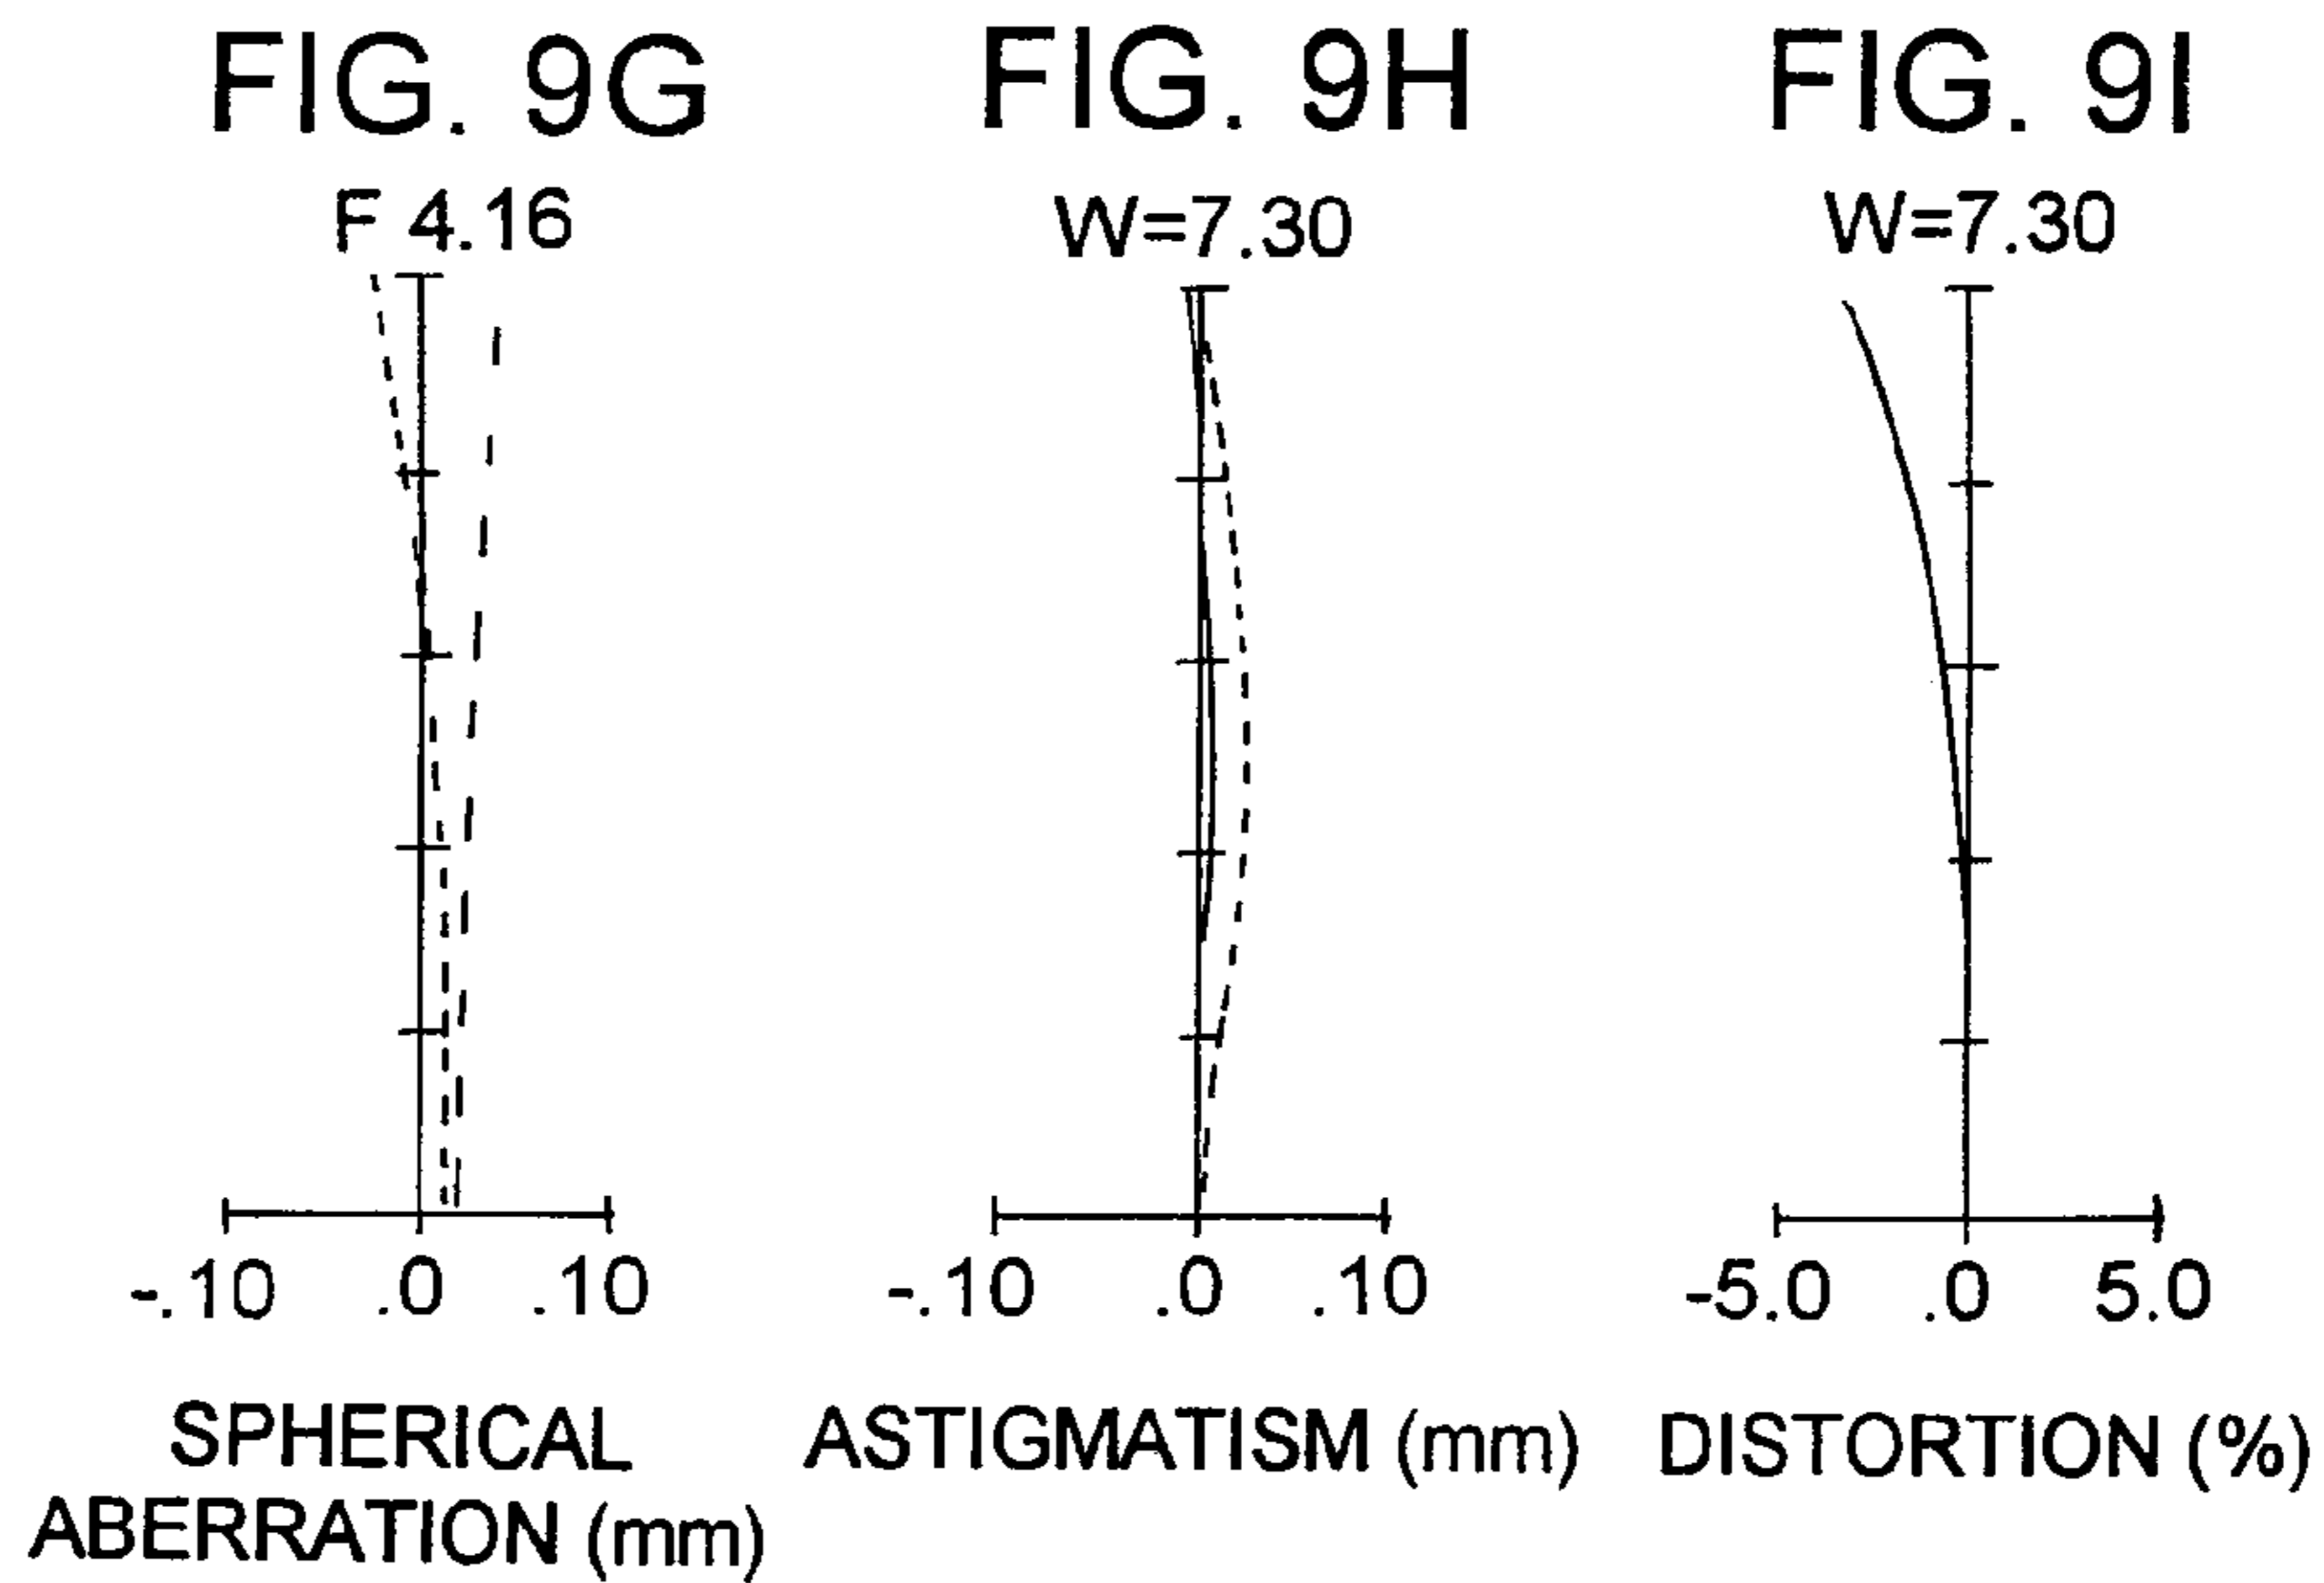 FIG. 9G FIG. 9H FIG. 9I
F 4.16 W=7.30 W=7.30
-.10 .0 .10 -.10 .0 .10 -5.0 .0 5.0
SPHERICAL ASTIGMATISM (mm) DISTORTION (%)
ABERRATION (mm)